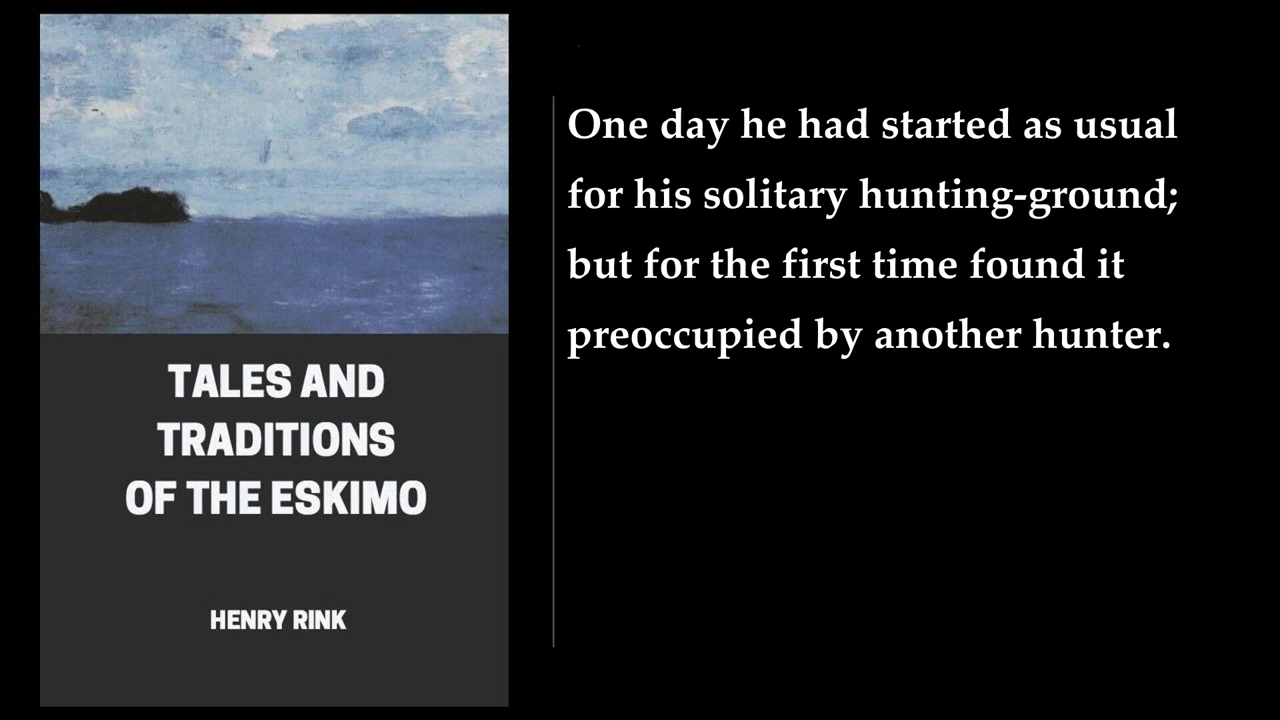 TALES AND
TRADITIONS
OF THE ESKIMO
HENRY RINK
One day he had started as usual
for his solitary hunting-ground;
but for the first time found it
preoccupied by another hunter.